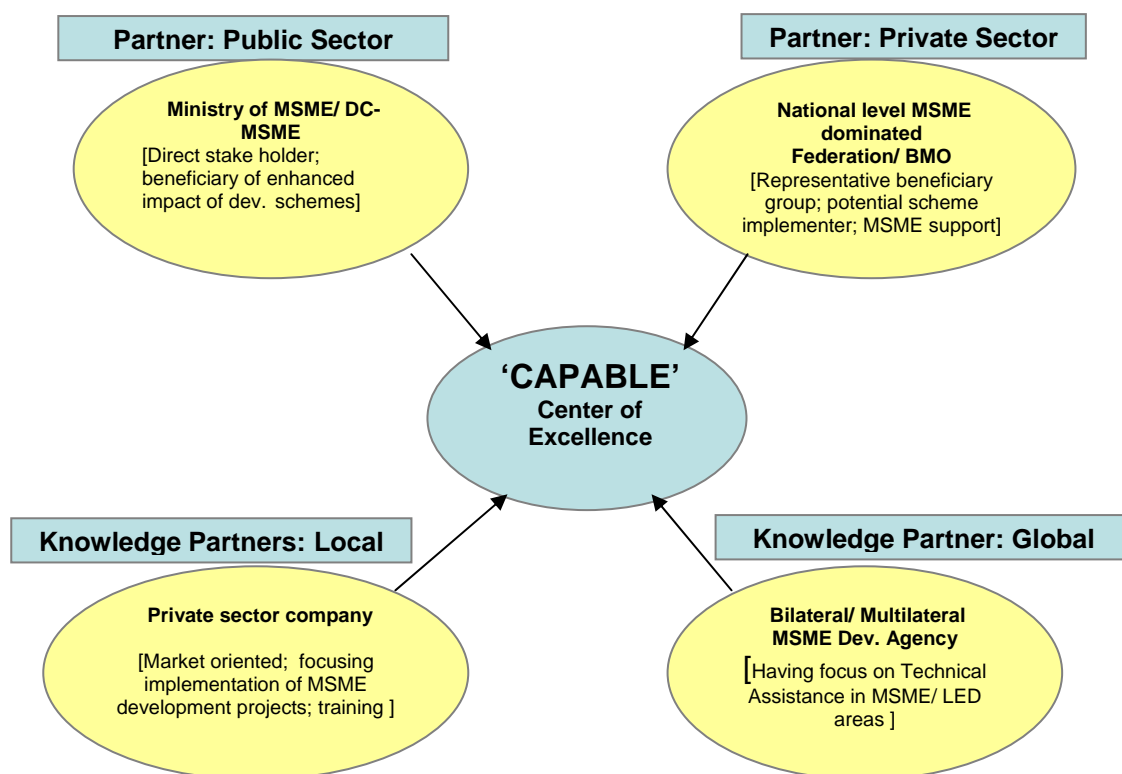 Partner: Public Sector
Ministry of MSME/ DC-
MSME
[Direct stake holder;
beneficiary of enhanced
impact of dev. schemes]
Partner: Private Sector
National level MSME
dominated
Federation/ BMO
[Representative beneficiary
group; potential scheme
implementer; MSME support]
‘CAPABLE’
Center of
Excellence
Knowledge Partners: Local
Private sector company
[Market oriented; focusing
implementation of MSME
development projects; training ]
Knowledge Partner: Global
Bilateral/ Multilateral
MSME Dev. Agency
[Having focus on Technical
Assistance in MSME/ LED
areas ]